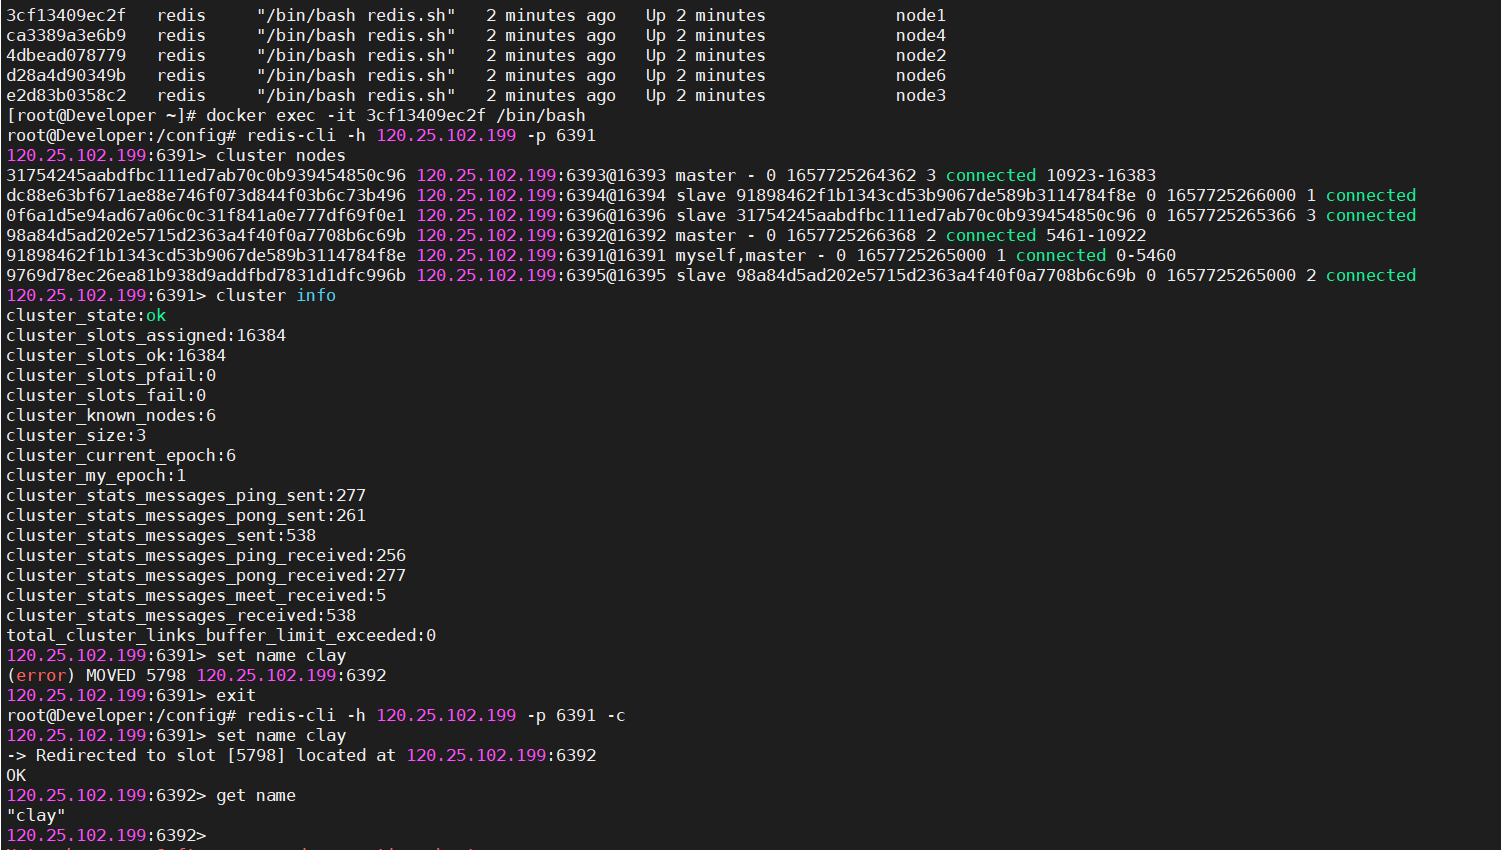 3cf13409ec2f   redis     "/bin/bash redis.sh"   2 minutes ago   Up 2 minutes             node1
ca3389a3e6b9   redis     "/bin/bash redis.sh"   2 minutes ago   Up 2 minutes             node4
4dbead078779   redis     "/bin/bash redis.sh"   2 minutes ago   Up 2 minutes             node2
d28a4d90349b   redis     "/bin/bash redis.sh"   2 minutes ago   Up 2 minutes             node6
e2d83b0358c2   redis     "/bin/bash redis.sh"   2 minutes ago   Up 2 minutes             node3
[root@Developer ~]# docker exec -it 3cf13409ec2f /bin/bash
root@Developer:/config# redis-cli -h 120.25.102.199 -p 6391
120.25.102.199:6391> cluster nodes
31754245aabdfbc111ed7ab70c0b939454850c96 120.25.102.199:6393@16393 master - 0 1657725264362 3 connected 10923-16383
dc88e63bf671ae88e746f073d844f03b6c73b496 120.25.102.199:6394@16394 slave 91898462f1b1343cd53b9067de589b3114784f8e 0 1657725266000 1 connected
0f6a1d5e94ad67a06c0c31f841a0e777df69f0e1 120.25.102.199:6396@16396 slave 31754245aabdfbc111ed7ab70c0b939454850c96 0 1657725265366 3 connected
98a84d5ad202e5715d2363a4f40f0a7708b6c69b 120.25.102.199:6392@16392 master - 0 1657725266368 2 connected 5461-10922
91898462f1b1343cd53b9067de589b3114784f8e 120.25.102.199:6391@16391 myself,master - 0 1657725265000 1 connected 0-5460
9769d78ec26ea81b938d9addfbd7831d1dfc996b 120.25.102.199:6395@16395 slave 98a84d5ad202e5715d2363a4f40f0a7708b6c69b 0 1657725265000 2 connected
120.25.102.199:6391> cluster info
cluster_state:ok
cluster_slots_assigned:16384
cluster_slots_ok:16384
cluster_slots_pfail:0
cluster_slots_fail:0
cluster_known_nodes:6
cluster_size:3
cluster_current_epoch:6
cluster_my_epoch:1
cluster_stats_messages_ping_sent:277
cluster_stats_messages_pong_sent:261
cluster_stats_messages_sent:538
cluster_stats_messages_ping_received:256
cluster_stats_messages_pong_received:277
cluster_stats_messages_meet_received:5
cluster_stats_messages_received:538
total_cluster_links_buffer_limit_exceeded:0
120.25.102.199:6391> set name clay
(error) MOVED 5798 120.25.102.199:6392
120.25.102.199:6391> exit
root@Developer:/config# redis-cli -h 120.25.102.199 -p 6391 -c
120.25.102.199:6391> set name clay
-> Redirected to slot [5798] located at 120.25.102.199:6392
OK
120.25.102.199:6392> get name
"clay"
120.25.102.199:6392>